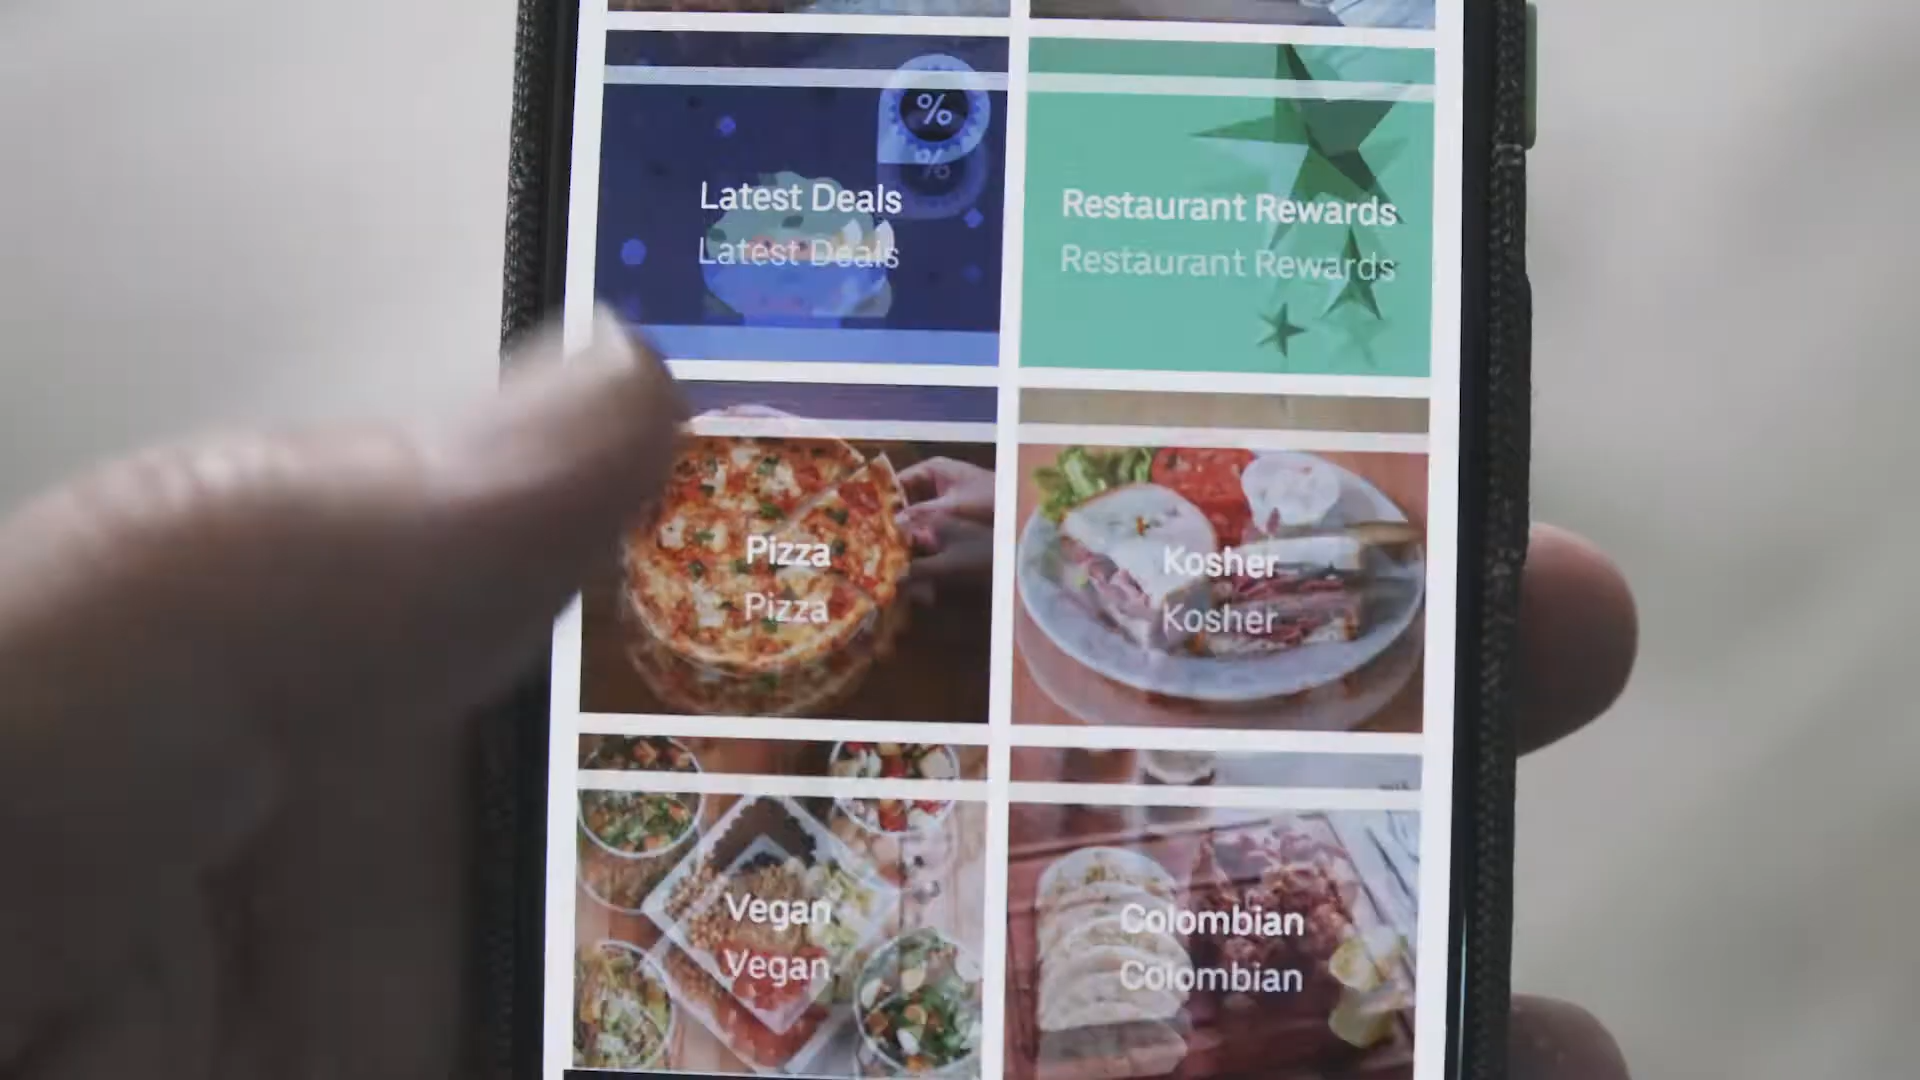 %
%
Latest Deals
Latest Deals
Restaurant Rewards
Restaurant Rewards
Pizza
Pizza
Kosher
Kosher
Vegan
Vegan
Colombian
Colombian